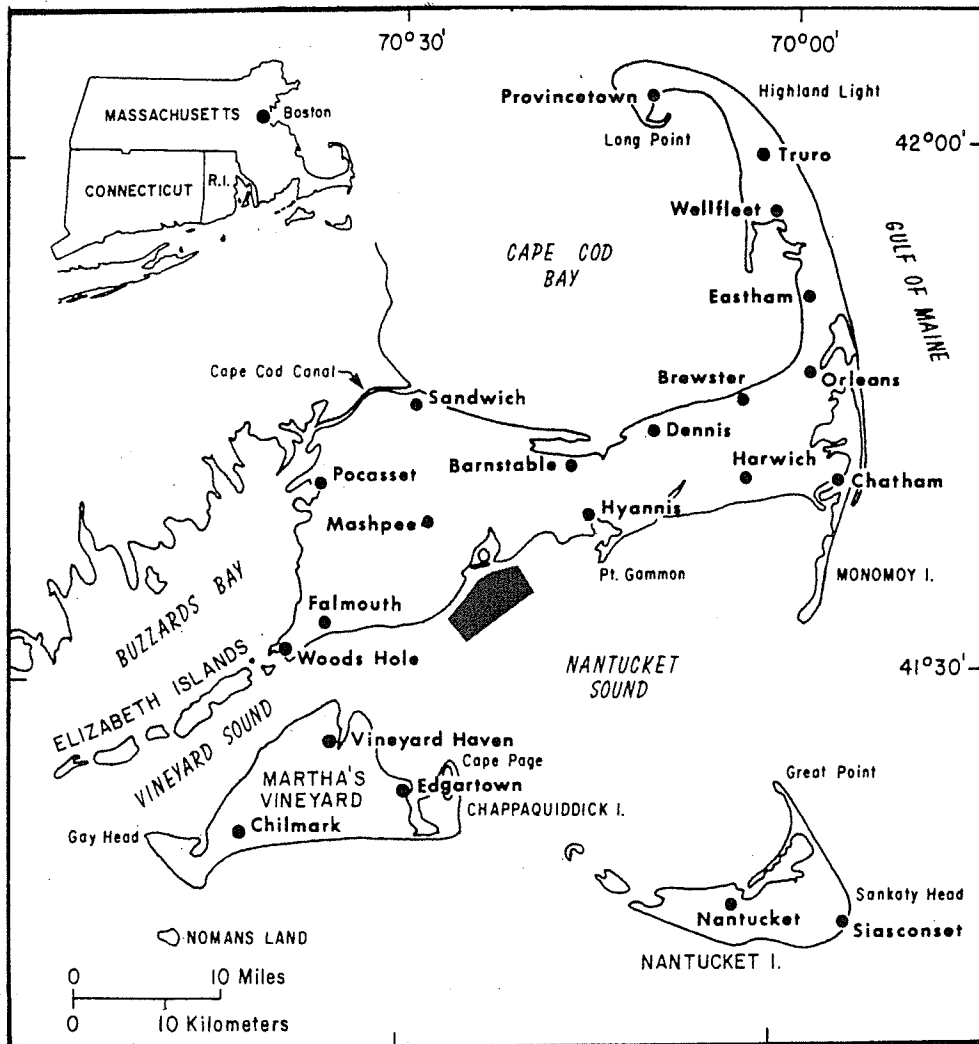 70°30'
70°00'
MASSACHUSETTS
Boston
CONNECTICUT
R.I.
Provincetown
Highland Light
Long Point
42°00'
Truro
Wellfleet
CAPE COD
BAY
GULF OF MAINE
Eastham
Cape Cod Canal
Sandwich
Brewster
Orleans
Dennis
Barnstable
Harwich
Pocasset
Chatham
Mashpee
Hyannis
Pt. Gammon
MONOMOY I.
BUZZARDS BAY
Falmouth
Woods Hole
NANTUCKET
SOUND
41°30'
ELIZABETH ISLANDS
VINEYARD SOUND
Vineyard Haven
Cape Page
MARTHA'S
VINEYARD
Edgartown
CHAPPAQUIDDICK I.
Great Point
Gay Head
Chilmark
Sankaty Head
Nantucket
Siasconset
NANTUCKET I.
NOMANS LAND
0 10 Miles
0 10 Kilometers